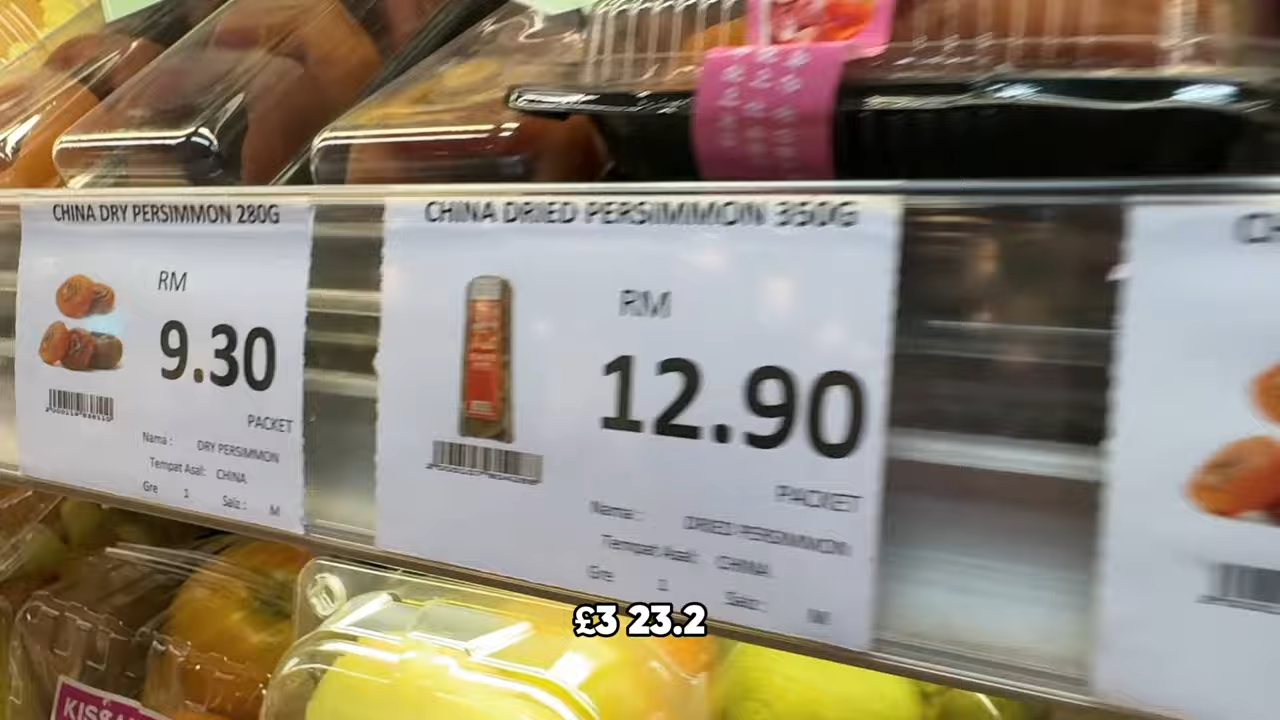 CHINA DRY PERSIMMON 280G
RM
9.30
PACKET
Nama : DRY PERSIMMON
Tempat Asal: CHINA
Gre 1 Saiz : M
CHINA DRIED PERSIMMON 350G
RM
12.90
PACKET
Nama : DRIED PERSIMMON
Tempat Asal: CHINA
Gre 1 Saiz : M
CH
£3 23.2